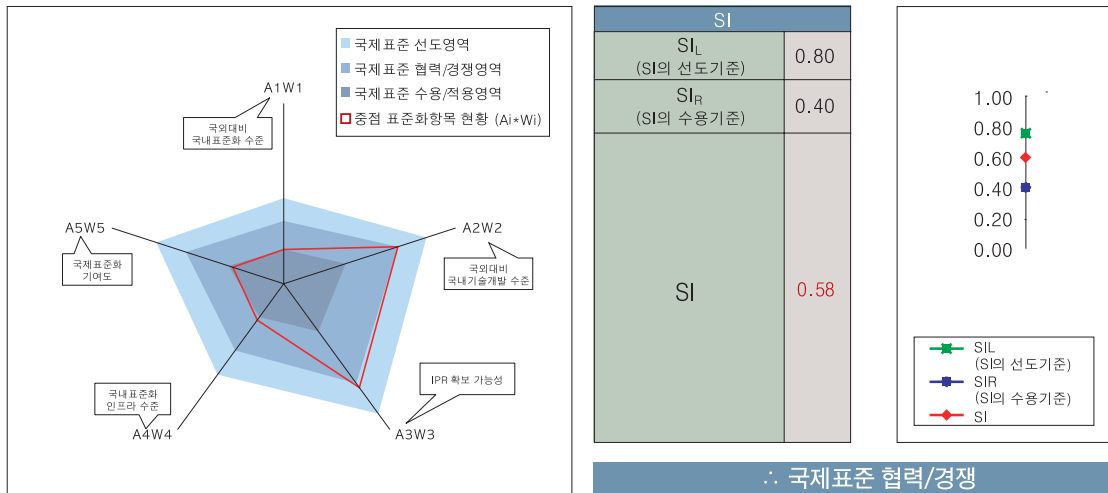 국제표준 선도영역
국제표준 협력/경쟁영역
국제표준 수용/적용영역
중점 표준화항목 현황 (Ai*Wi)
A1W1
국외대비
국내표준화 수준
A5W5
국제표준화
기여도
A2W2
국외대비
국내기술개발 수준
국내표준화
인프라 수준
A4W4
IPR 확보 가능성
A3W3
SI
SIL
(SI의 선도기준)
0.80
SIR
(SI의 수용기준)
0.40
SI
0.58
1.00
0.80
0.60
0.40
0.20
0.00
SIL
(SI의 선도기준)
SIR
(SI의 수용기준)
SI
∴ 국제표준 협력/경쟁